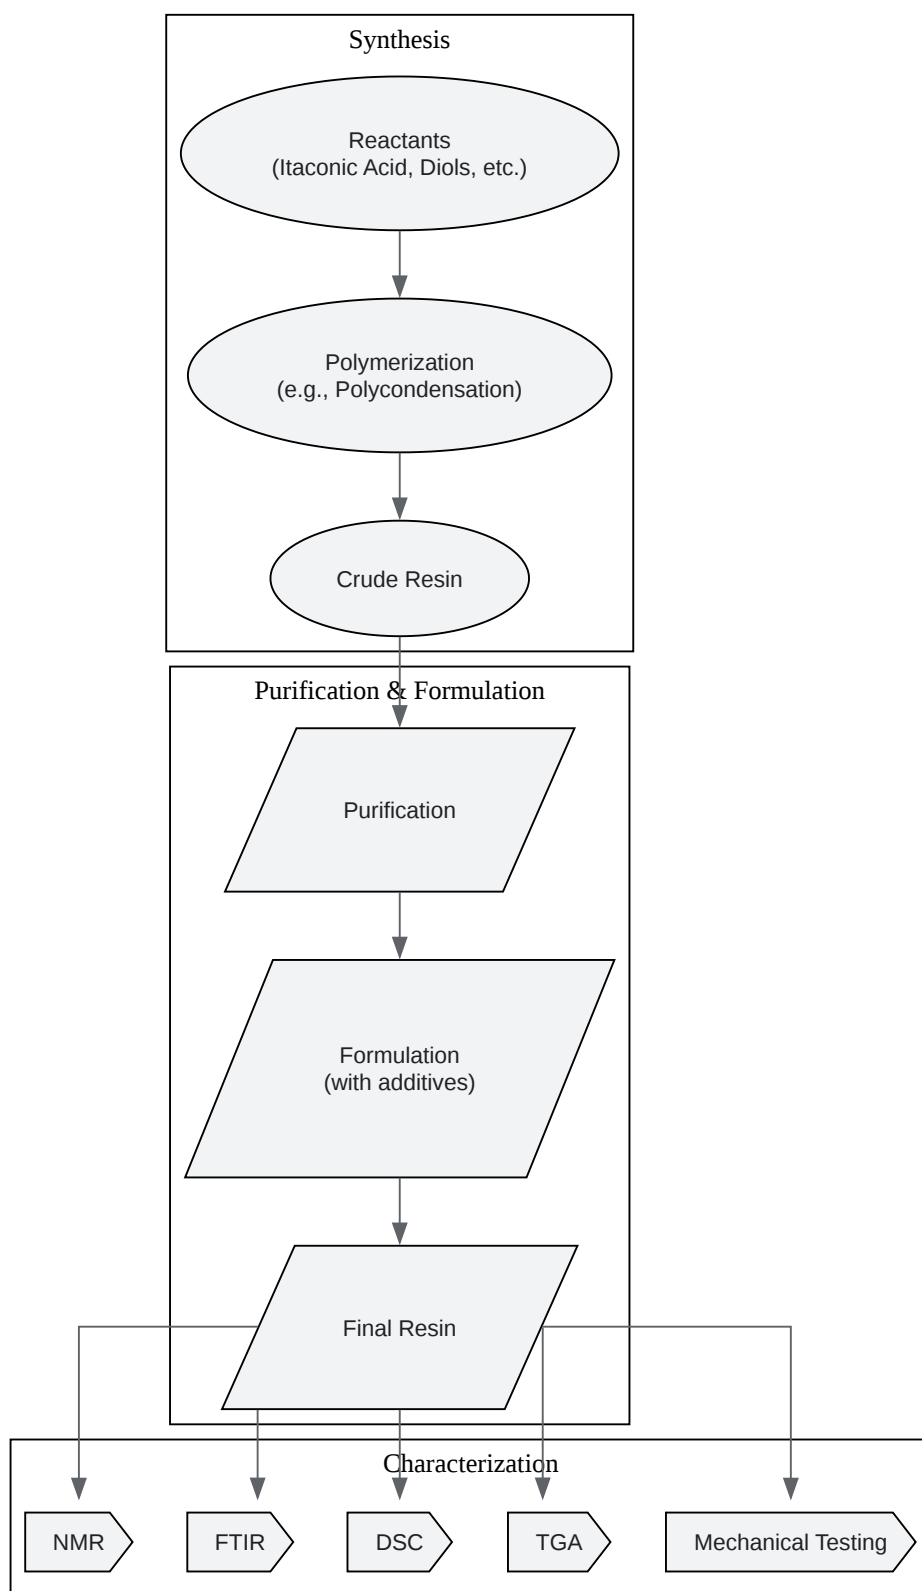 Synthesis
Reactants
(Itaconic Acid, Diols, etc.)
Polymerization
(e.g., Polycondensation)
Crude Resin
Purification & Formulation
Purification
Formulation
(with additives)
Final Resin
Characterization
NMR
FTIR
DSC
TGA
Mechanical Testing